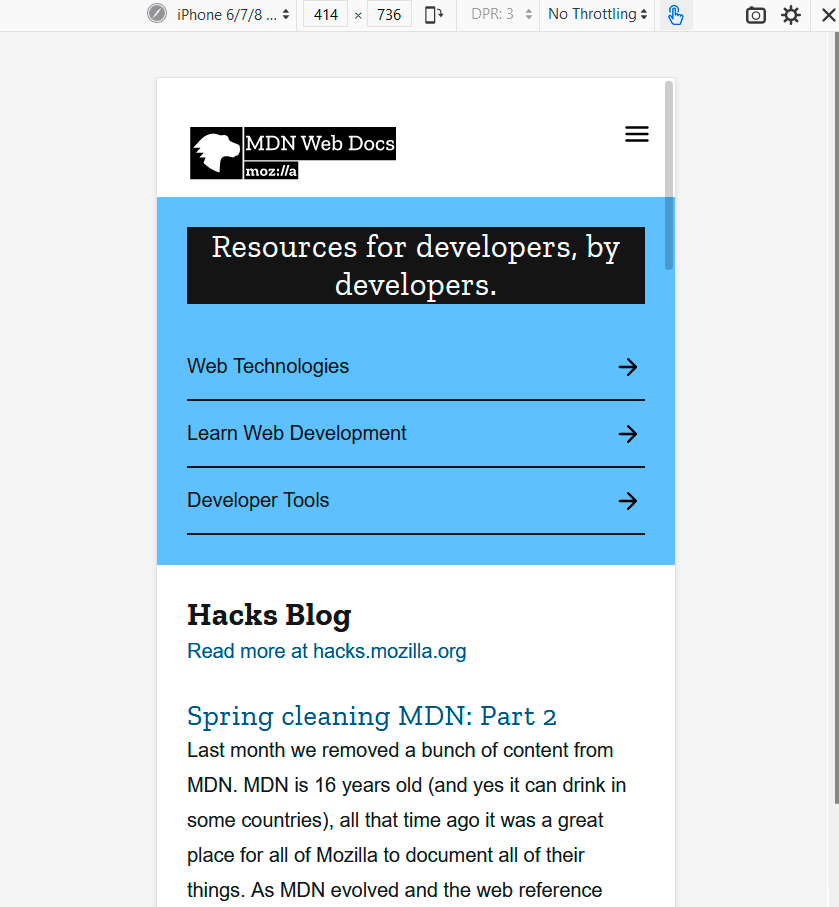 iPhone 6/7/8 ... 414 × 736 DPR: 3 No Throttling
MDN Web Docs
moz://a
Resources for developers, by
developers.
Web Technologies
Learn Web Development
Developer Tools
Hacks Blog
Read more at hacks.mozilla.org
Spring cleaning MDN: Part 2
Last month we removed a bunch of content from
MDN. MDN is 16 years old (and yes it can drink in
some countries), all that time ago it was a great
place for all of Mozilla to document all of their
things. As MDN evolved and the web reference